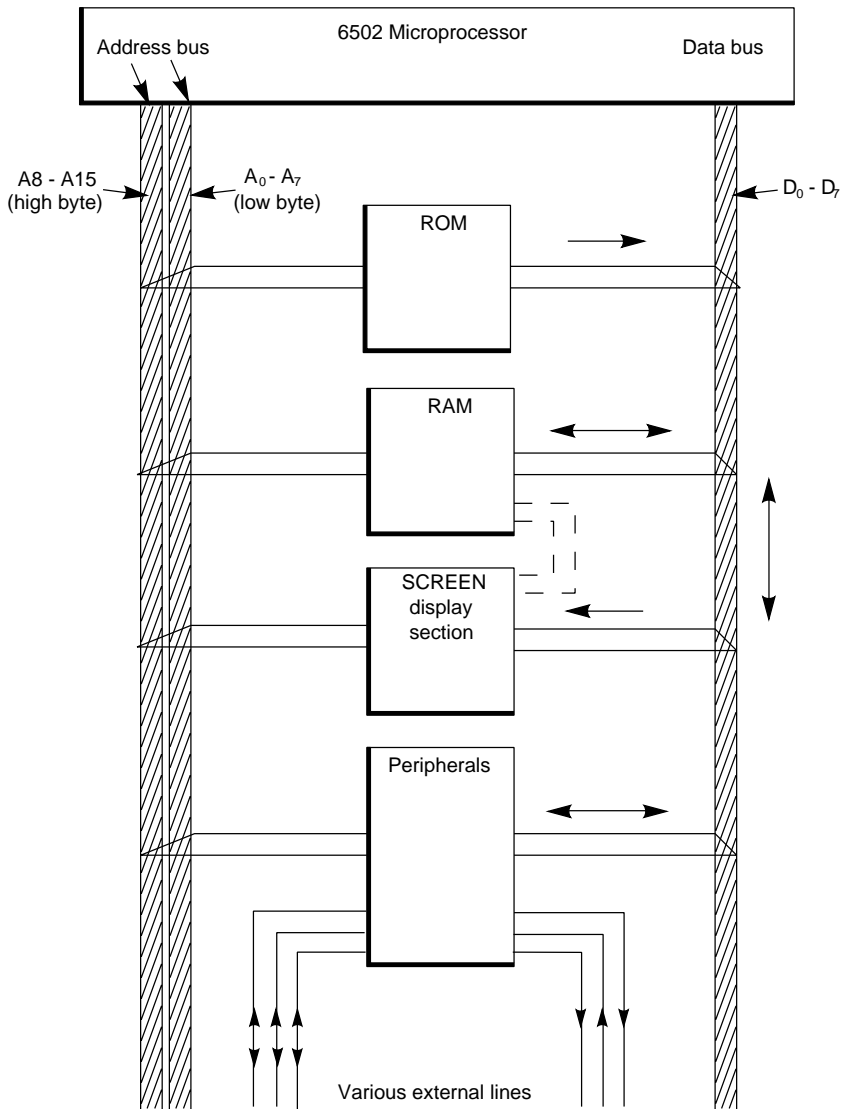 6502 Microprocessor
Address bus
Data bus
A8 - A15
(high byte)
A₀ - A₇
(low byte)
D₀ - D₇
ROM
RAM
SCREEN
display
section
Peripherals
Various external lines